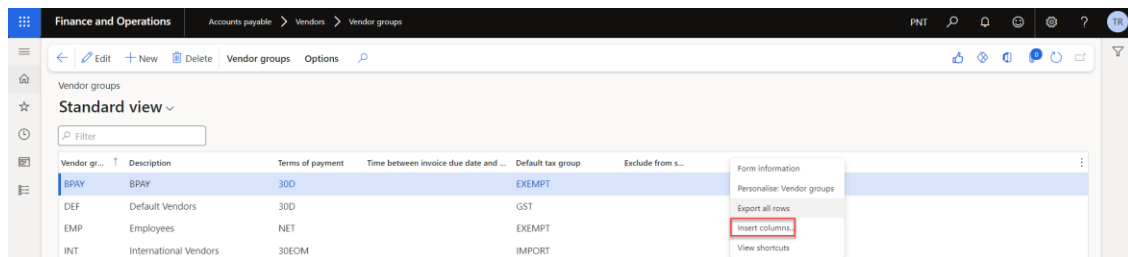 Finance and Operations Accounts payable > Vendors > Vendor groups PNT ? TR
Edit + New Delete Vendor groups Options 0
Vendor groups
Standard view
Filter
Vendor gr... ↑ Description Terms of payment Time between invoice due date and ... Default tax group Exclude from s...
BPAY BPAY 30D EXEMPT
DEF Default Vendors 30D GST
EMP Employees NET EXEMPT
INT International Vendors 30EOM IMPORT
Form information
Personalise: Vendor groups
Export all rows
Insert columns...
View shortcuts